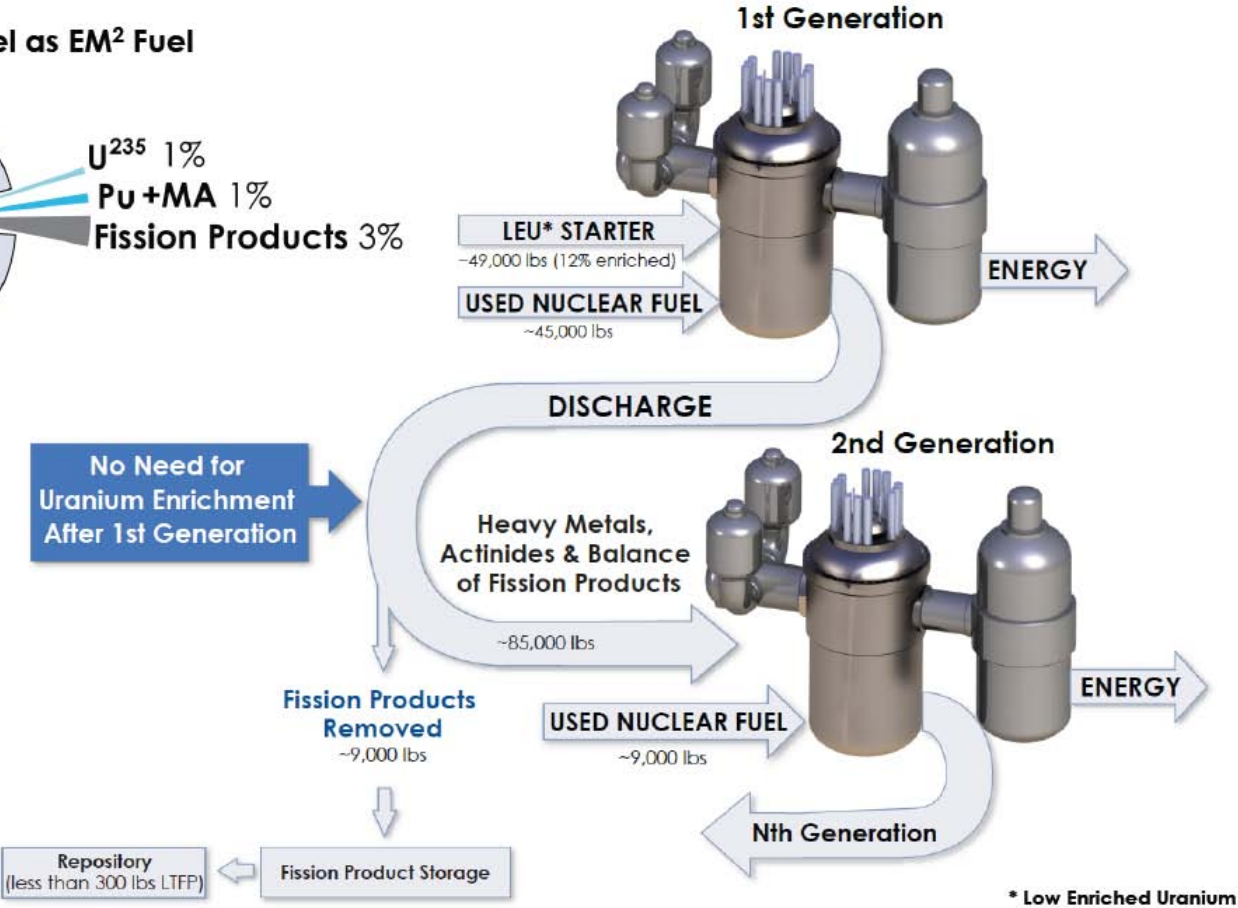 1st Generation
el as EM² Fuel
U²³⁵ 1%
Pu +MA 1%
Fission Products 3%
LEU* STARTER
~49,000 lbs (12% enriched)
USED NUCLEAR FUEL
~45,000 lbs
ENERGY
DISCHARGE
2nd Generation
No Need for
Uranium Enrichment
After 1st Generation
Heavy Metals,
Actinides & Balance
of Fission Products
~85,000 lbs
Fission Products
Removed
~9,000 lbs
USED NUCLEAR FUEL
~9,000 lbs
ENERGY
Nth Generation
Repository
(less than 300 lbs LTFP)
Fission Product Storage
* Low Enriched Uranium